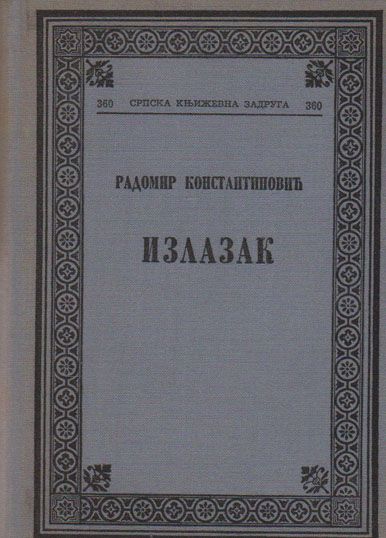 360 СРПСКА КЊИЖЕВНА ЗАДРУГА 360
РАДОМИР КОНСТАНТИНОВИЋ
ИЗЛАЗАК